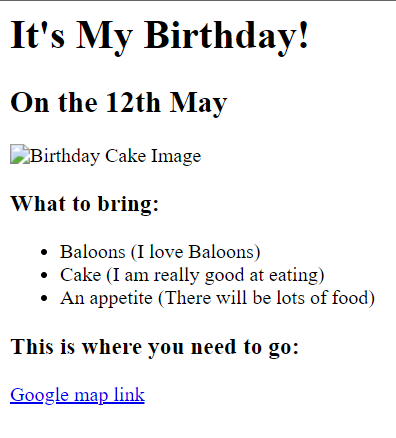 It's My Birthday!
On the 12th May
Birthday Cake Image
What to bring:
• Baloons (I love Baloons)
• Cake (I am really good at eating)
• An appetite (There will be lots of food)
This is where you need to go:
Google map link